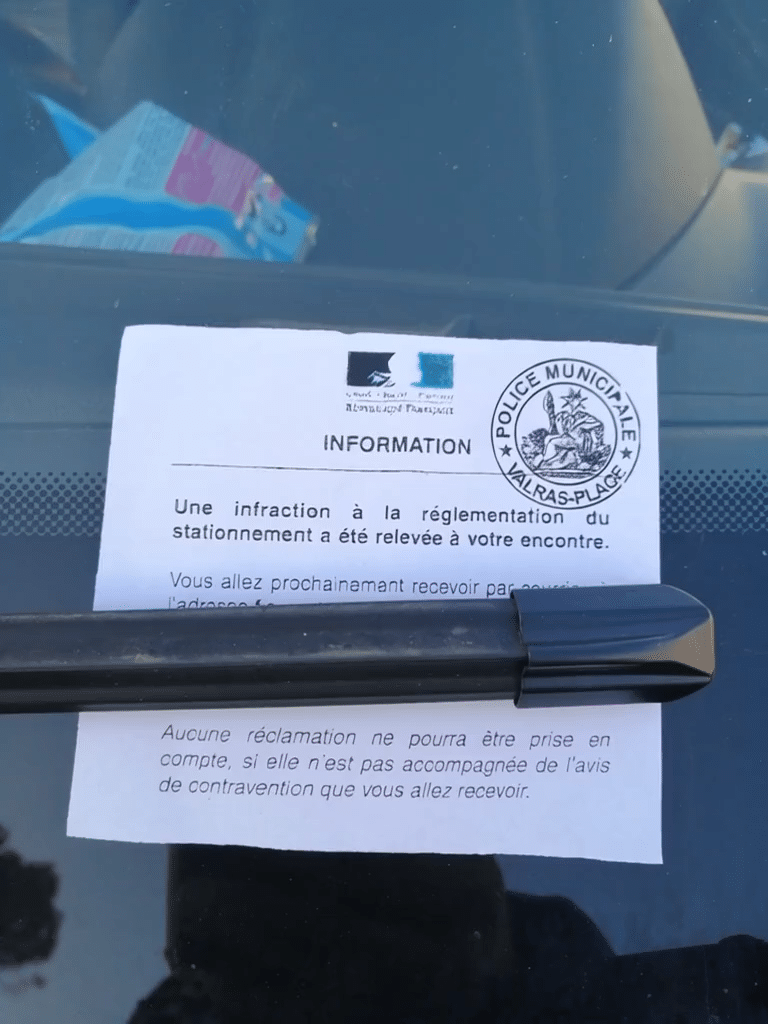 POLICE MUNICIPALE
VALRAS-PLAGE
INFORMATION
Une infraction à la réglementation du
stationnement a été relevée à votre encontre.
Vous allez prochainement recevoir par
l'adresse
Aucune réclamation ne pourra être prise en
compte, si elle n'est pas accompagnée de l'avis
de contravention que vous allez recevoir.